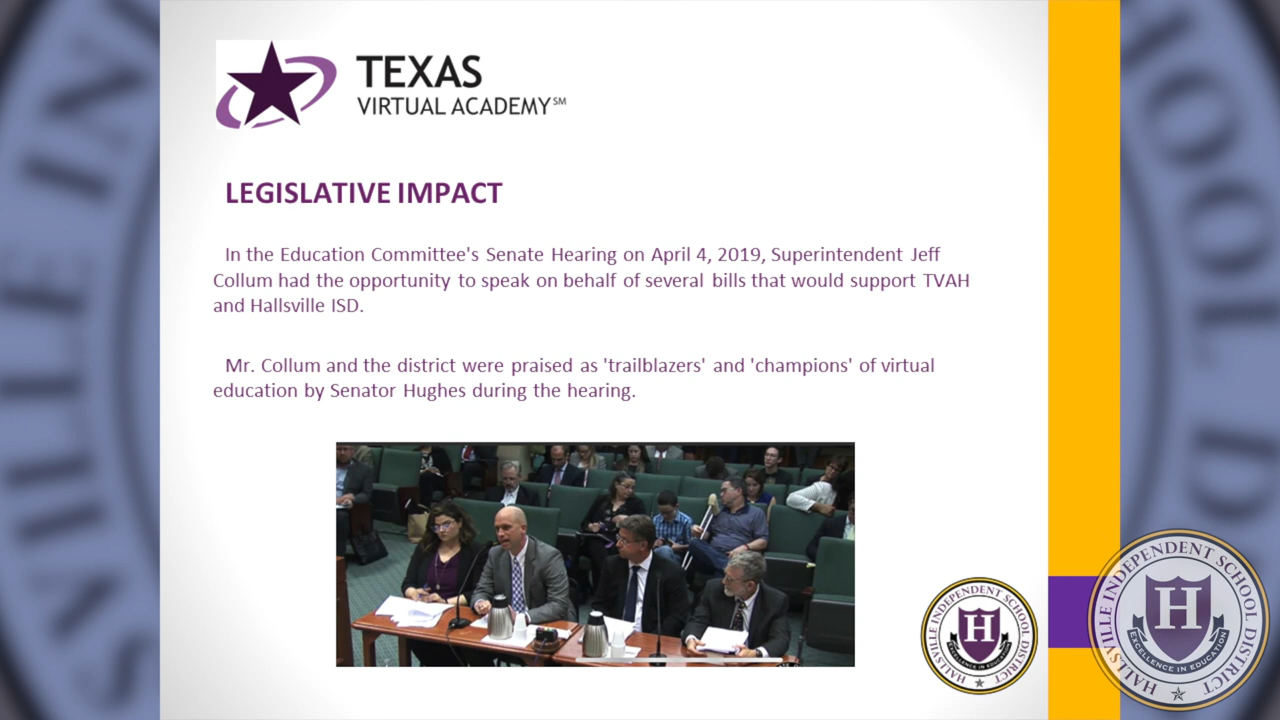 TEXAS
VIRTUAL ACADEMY℠
LEGISLATIVE IMPACT
In the Education Committee's Senate Hearing on April 4, 2019, Superintendent Jeff
Collum had the opportunity to speak on behalf of several bills that would support TVAH
and Hallsville ISD.
Mr. Collum and the district were praised as 'trailblazers' and 'champions' of virtual
education by Senator Hughes during the hearing.
HALLSVILLE INDEPENDENT SCHOOL DISTRICT
H
EXCELLENCE IN EDUCATION
HALLSVILLE INDEPENDENT SCHOOL DISTRICT
H
EXCELLENCE IN EDUCATION